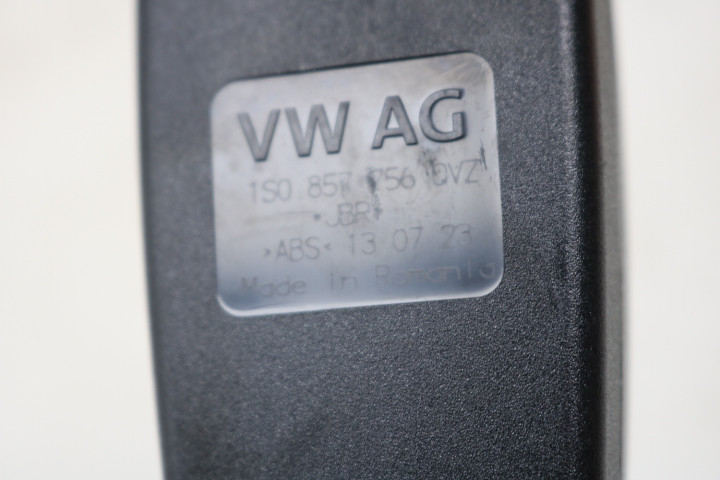 VW AG
1S0 857 756 QVZ
>JBR<
>ABS< 13 07 23
Made in Romania